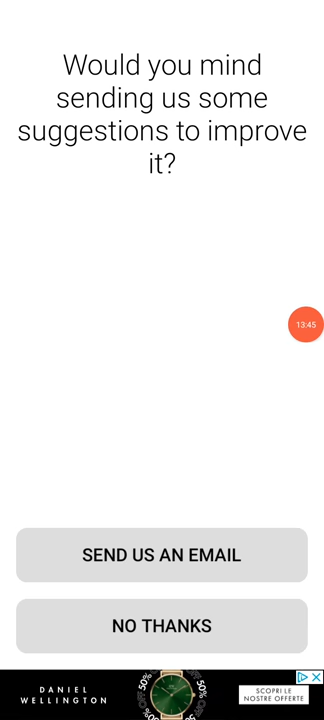 Would you mind
sending us some
suggestions to improve
it?
13:45
SEND US AN EMAIL
NO THANKS
DANIEL
WELLINGTON
50%
50%
SCOPRI LE
NOSTRE OFFERTE